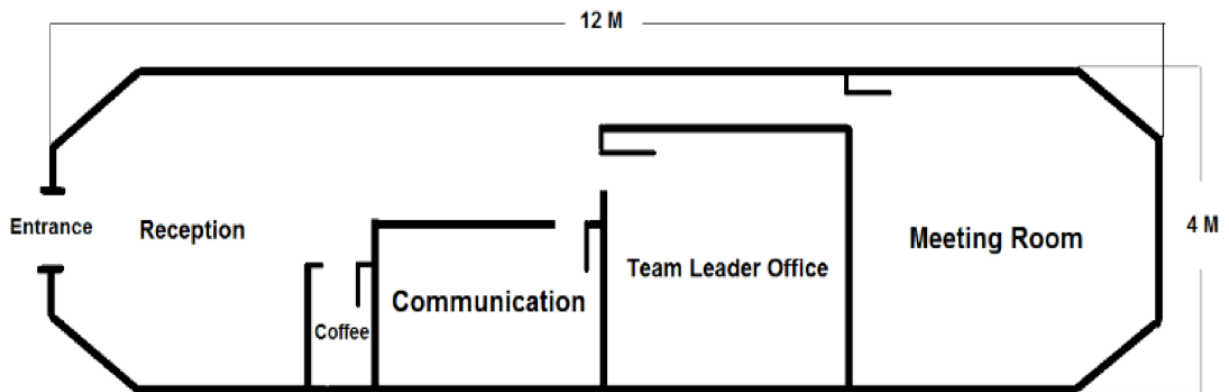 12 M
Entrance
Reception
4 M
Meeting Room
Team Leader Office
Communication
Coffee